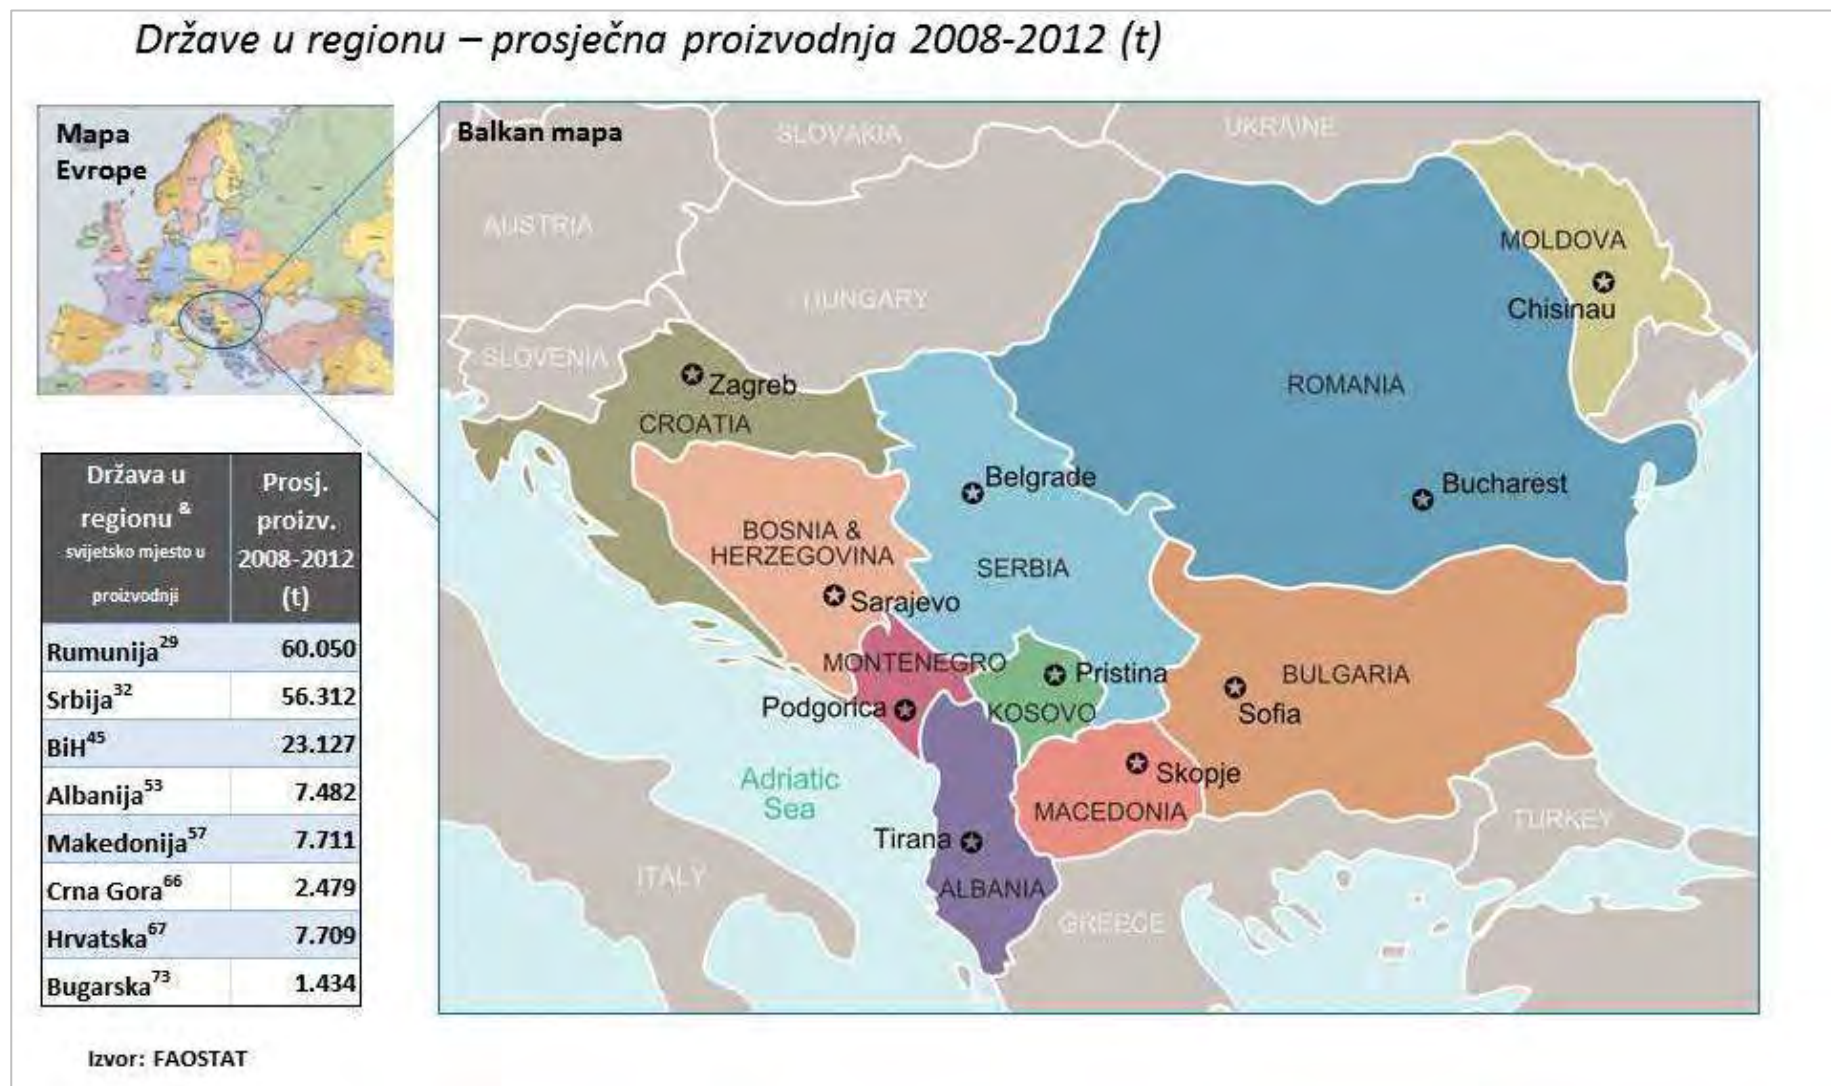 Države u regionu – prosječna proizvodnja 2008-2012 (t)
Mapa
Evrope
Balkan mapa
SLOVAKIA
UKRAINE
AUSTRIA
HUNGARY
SLOVENIA
MOLDOVA
Chisinau
Zagreb
CROATIA
ROMANIA
Belgrade
Bucharest
BOSNIA &
HERZEGOVINA
SERBIA
Sarajevo
MONTENEGRO
Pristina
BULGARIA
Podgorica
KOSOVO
Sofia
Adriatic
Sea
Skopje
MACEDONIA
TURKEY
Tirana
ITALY
ALBANIA
GREECE
Država u
regionu &
svijetsko mjesto u
proizvodnji
Prosj.
proizv.
2008-2012
(t)
Rumunija29 60.050
Srbija32 56.312
BiH45 23.127
Albanija53 7.482
Makedonija57 7.711
Crna Gora66 2.479
Hrvatska67 7.709
Bugarska73 1.434
Izvor: FAOSTAT